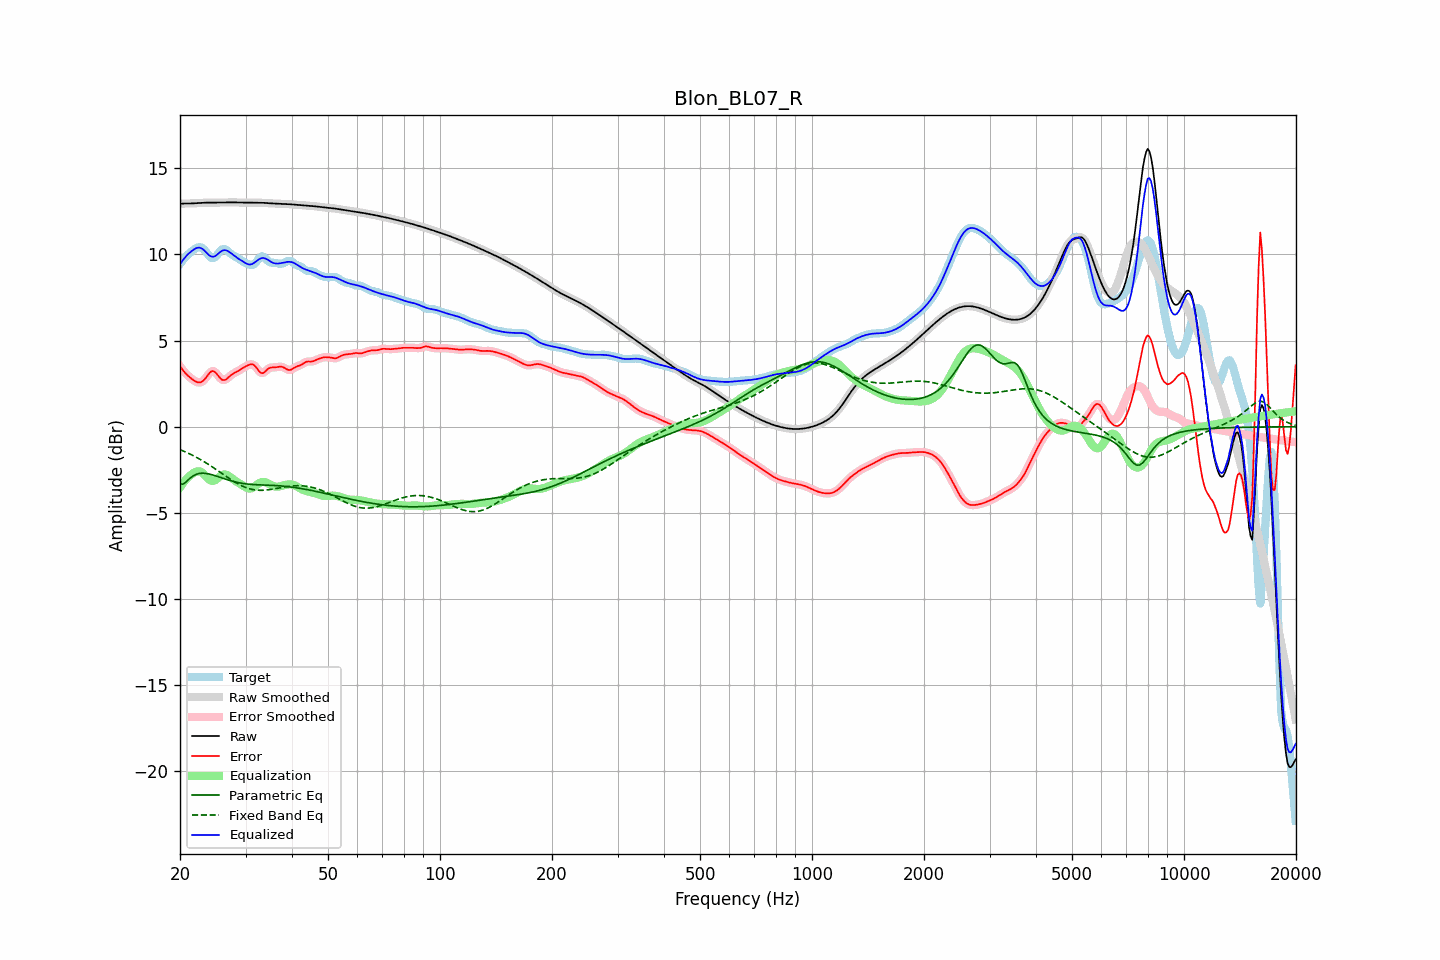 Blon_BL07_R
Amplitude (dBr)
15
10
5
0
−5
−10
−15
−20
Target
Raw Smoothed
Error Smoothed
Raw
Error
Equalization
Parametric Eq
Fixed Band Eq
Equalized
20
50
100
200
500
1000
2000
5000
10000
20000
Frequency (Hz)